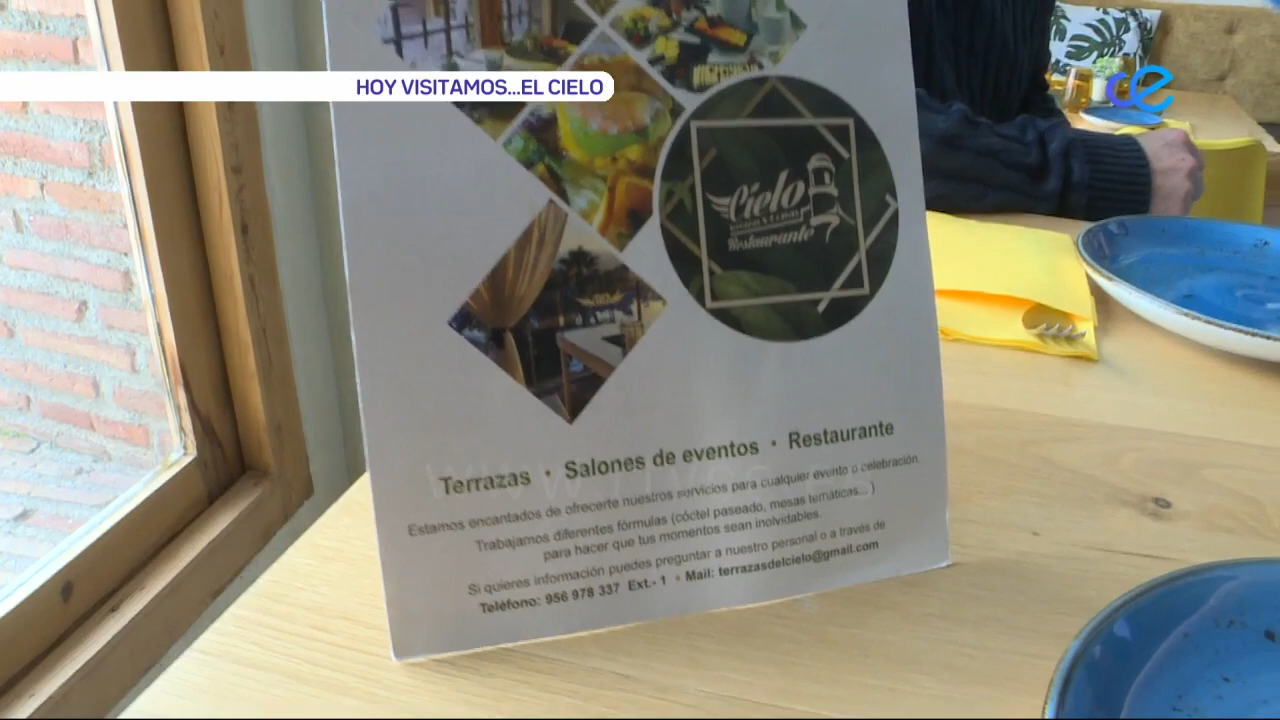 HOY VISITAMOS...EL CIELO
Cielo
Restaurante
Terrazas • Salones de eventos • Restaurante
Estamos encantados de ofrecerte nuestros servicios para cualquier evento o celebración.
Trabajamos diferentes fórmulas (cóctel paseado, mesas temáticas...)
para hacer que tus momentos sean inolvidables.
Si quieres información puedes preguntar a nuestro personal o a través de
Teléfono: 956 978 337 Ext.- 1 • Mail: terrazasdelcielo@gmail.com